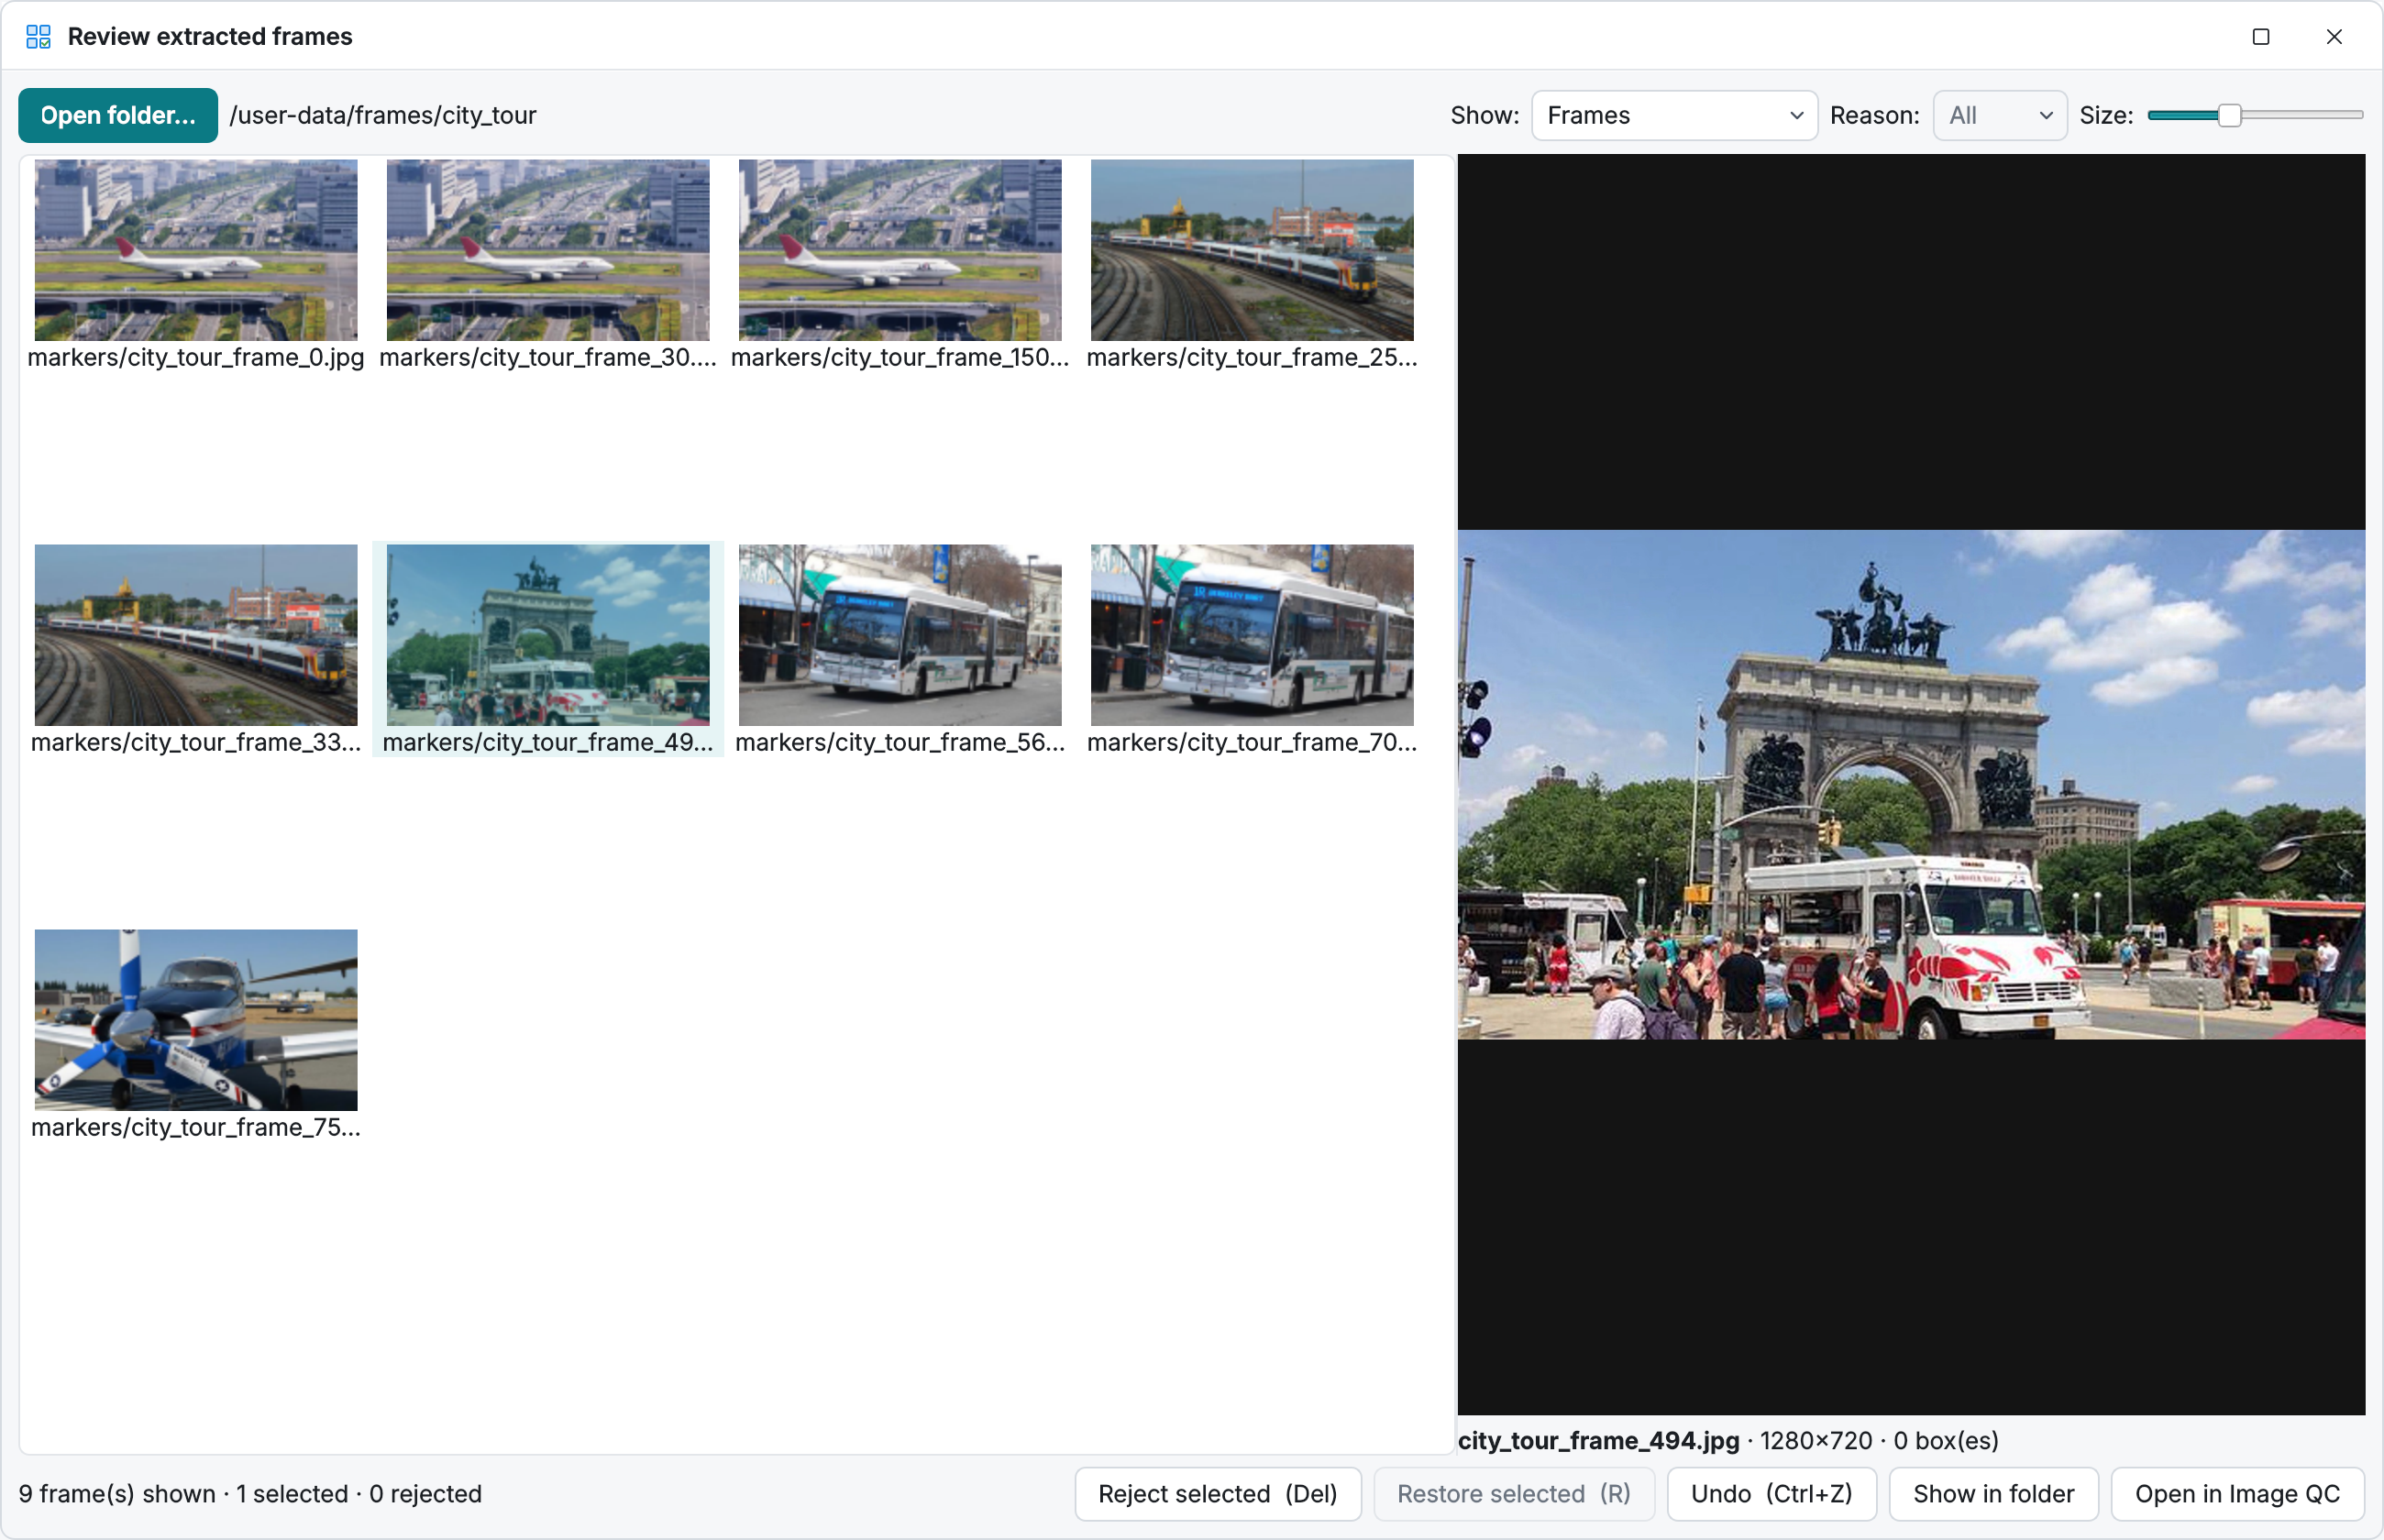 Review extracted frames
Open folder...
/user-data/frames/city_tour
Show:
Frames
Reason:
All
Size:
markers/city_tour_frame_0.jpg
markers/city_tour_frame_30....
markers/city_tour_frame_150...
markers/city_tour_frame_25...
markers/city_tour_frame_33...
markers/city_tour_frame_49...
markers/city_tour_frame_56...
markers/city_tour_frame_70...
markers/city_tour_frame_75...
LOBSTER ROLLS
city_tour_frame_494.jpg · 1280×720 · 0 box(es)
9 frame(s) shown · 1 selected · 0 rejected
Reject selected (Del)
Restore selected (R)
Undo (Ctrl+Z)
Show in folder
Open in Image QC